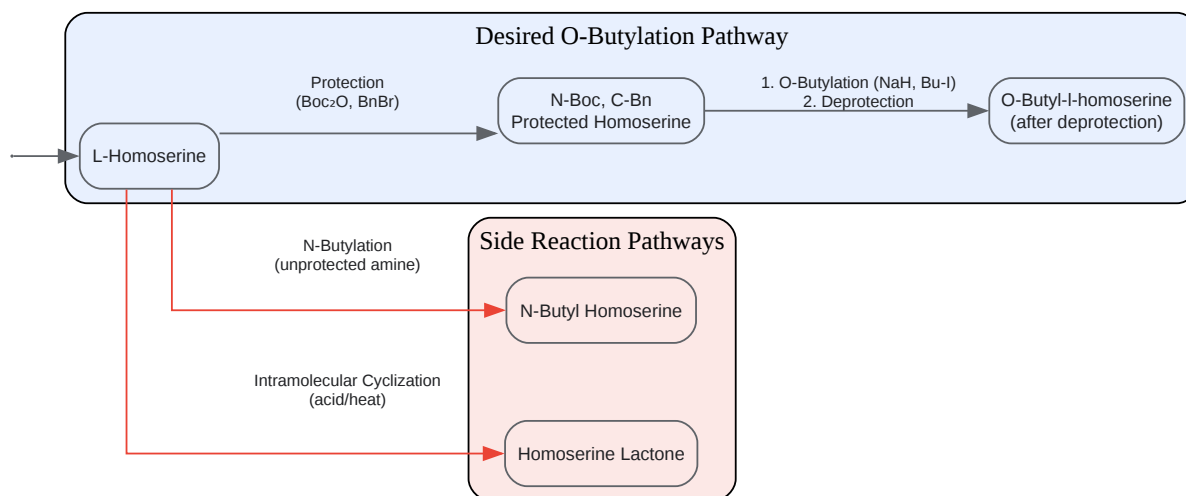 Desired O-Butylation Pathway
Protection
(Boc₂O, BnBr)
1. O-Butylation (NaH, Bu-I)
2. Deprotection
L-Homoserine
N-Boc, C-Bn
Protected Homoserine
O-Butyl-l-homoserine
(after deprotection)
Side Reaction Pathways
N-Butylation
(unprotected amine)
N-Butyl Homoserine
Intramolecular Cyclization
(acid/heat)
Homoserine Lactone